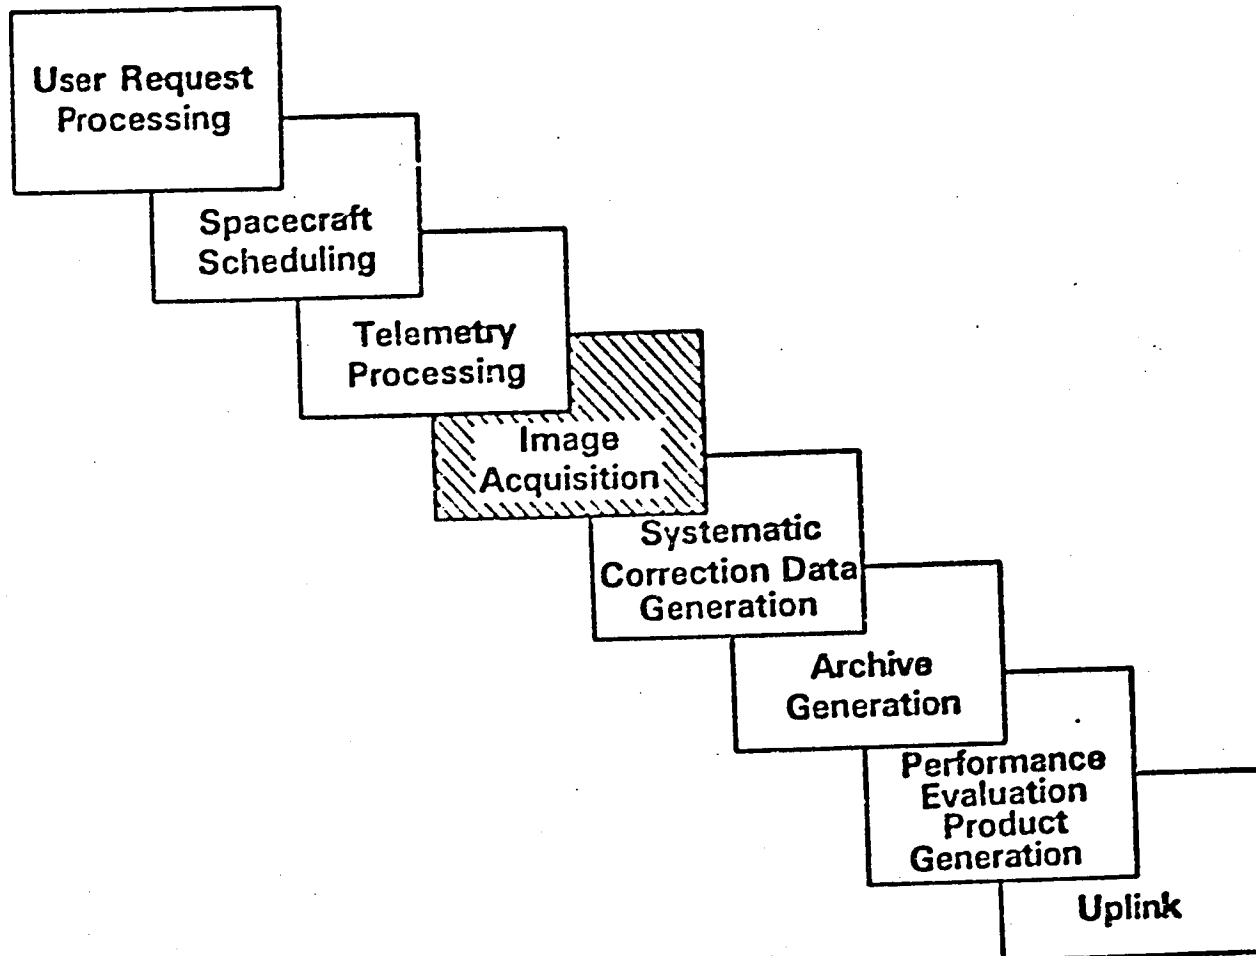 User Request
Processing
Spacecraft
Scheduling
Telemetry
Processing
Image
Acquisition
Systematic
Correction Data
Generation
Archive
Generation
Performance
Evaluation
Product
Generation
Uplink